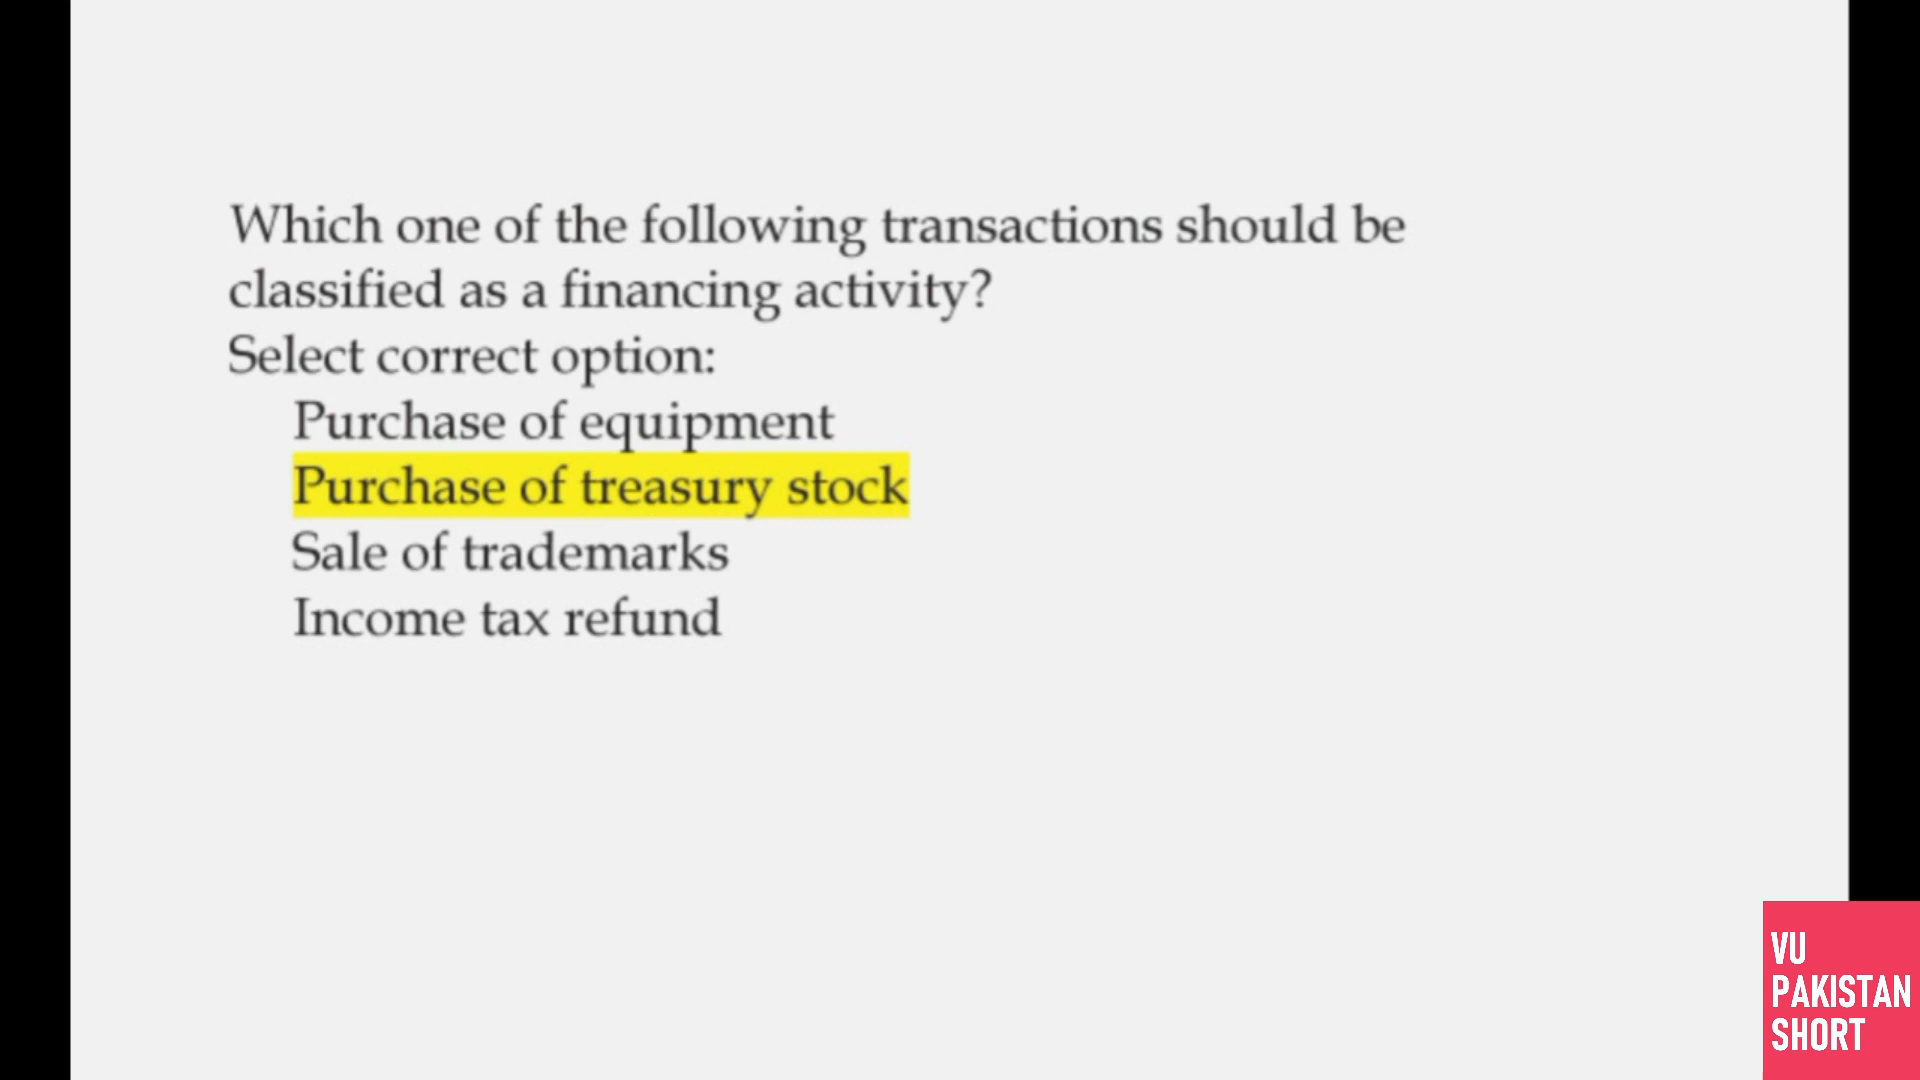 Which one of the following transactions should be
classified as a financing activity?
Select correct option:
Purchase of equipment
Purchase of treasury stock
Sale of trademarks
Income tax refund
VU
PAKISTAN
SHORT